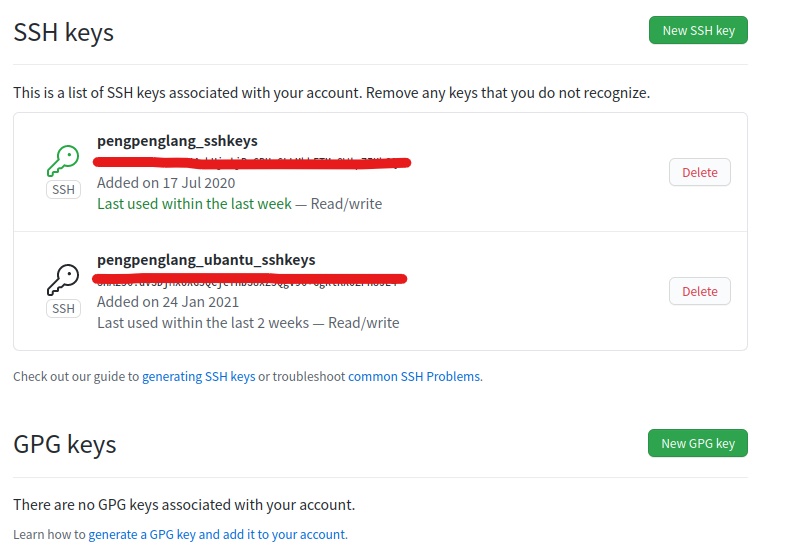 SSH keys
New SSH key
This is a list of SSH keys associated with your account. Remove any keys that you do not recognize.
pengpenglang_sshkeys
SSH
Added on 17 Jul 2020
Last used within the last week — Read/write
Delete
pengpenglang_ubantu_sshkeys
SSH
Added on 24 Jan 2021
Last used within the last 2 weeks — Read/write
Delete
Check out our guide to generating SSH keys or troubleshoot common SSH Problems.
GPG keys
New GPG key
There are no GPG keys associated with your account.
Learn how to generate a GPG key and add it to your account.